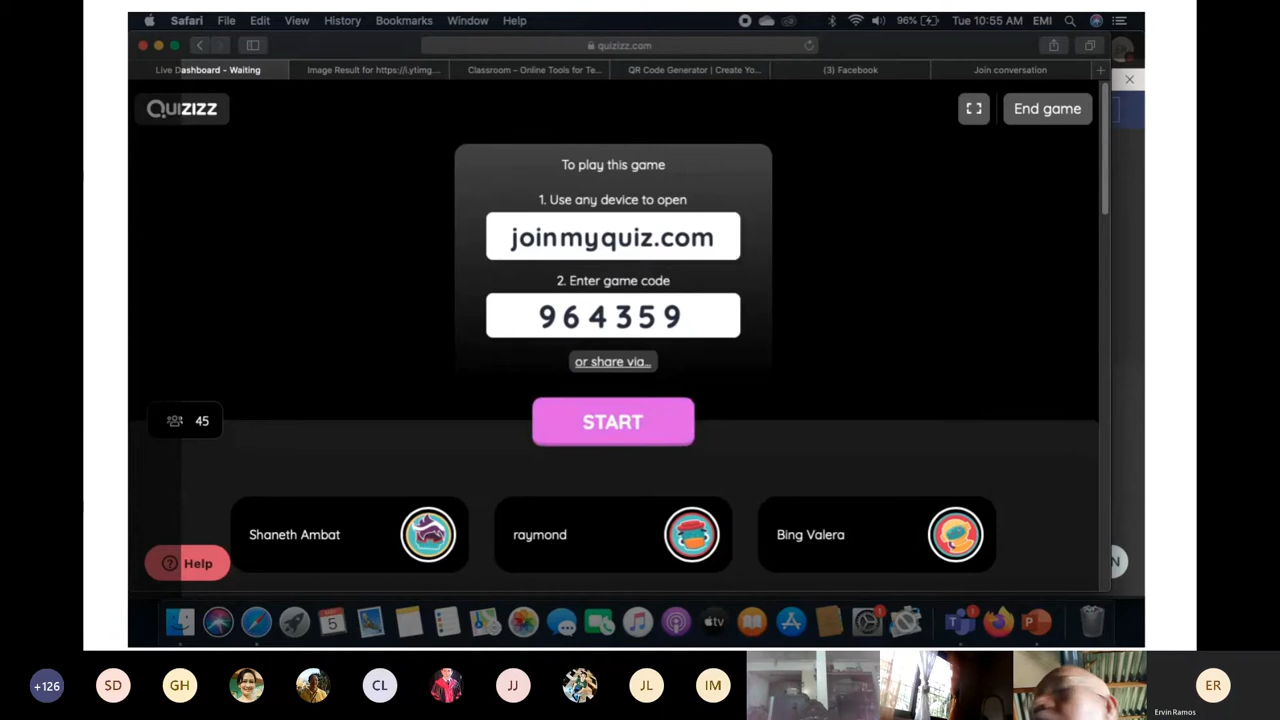 Safari File Edit View History Bookmarks Window Help 96% Tue 10:55 AM EMI
quizizz.com
Live Dashboard - Waiting Image Result for https://i.ytimg.... Classroom – Online Tools for Te... QR Code Generator | Create Yo... (3) Facebook Join conversation
QUIZIZZ End game
To play this game
1. Use any device to open
joinmyquiz.com
2. Enter game code
964359
or share via...
45 START
Shaneth Ambat raymond Bing Valera
Help N
5 tv 1 1 P
+126 SD GH CL JJ JL IM ER
Ervin Ramos